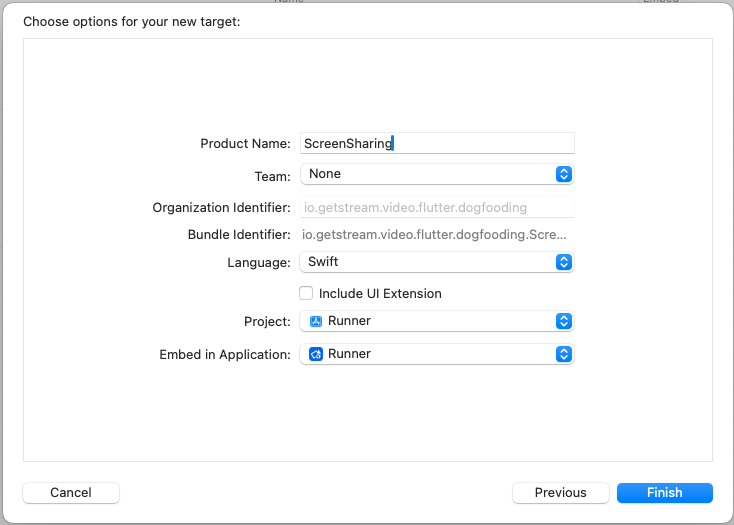 Choose options for your new target:
Product Name: ScreenSharing
Team: None
Organization Identifier: io.getstream.video.flutter.dogfooding
Bundle Identifier: io.getstream.video.flutter.dogfooding.Scre...
Language: Swift
Include UI Extension
Project: Runner
Embed in Application: Runner
Cancel Previous Finish